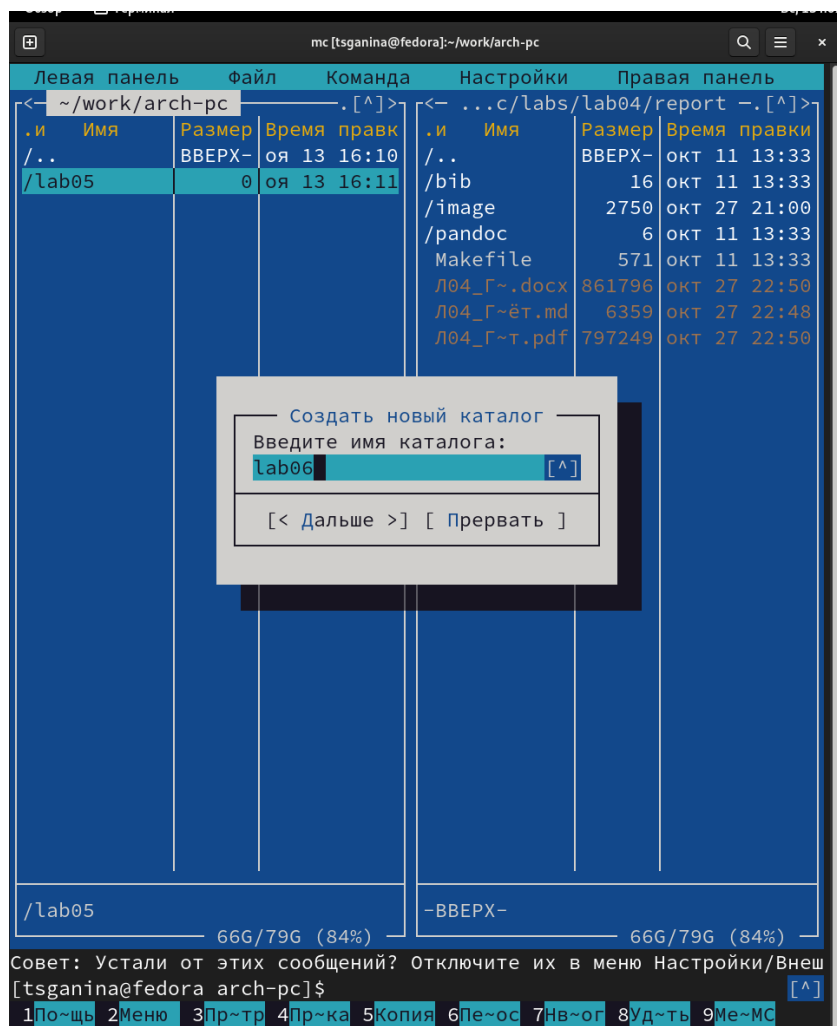 mc [tsganina@fedora]:~/work/arch-pc
Левая панель Файл Команда Настройки Правая панель
<— ~/work/arch-pc —.[^]>
.и Имя Размер Время правк
/.. ВВЕРХ- оя 13 16:10
/lab05 0 оя 13 16:11
<— ...c/labs/lab04/report —.[^]>
.и Имя Размер Время правки
/.. ВВЕРХ- окт 11 13:33
/bib 16 окт 11 13:33
/image 2750 окт 27 21:00
/pandoc 6 окт 11 13:33
Makefile 571 окт 11 13:33
Л04_Г~.docx 861796 окт 27 22:50
Л04_Г~ёт.md 6359 окт 27 22:48
Л04_Г~т.pdf 797249 окт 27 22:50
Создать новый каталог
Введите имя каталога:
lab06 [^]
[< Дальше >] [ Прервать ]
/lab05
66G/79G (84%)
-ВВЕРХ-
66G/79G (84%)
Совет: Устали от этих сообщений? Отключите их в меню Настройки/Внеш
[tsganina@fedora arch-pc]$ [^]
1По~щь 2Меню 3Пр~тр 4Пр~ка 5Копия 6Пе~ос 7Нв~ог 8Уд~ть 9Ме~МС